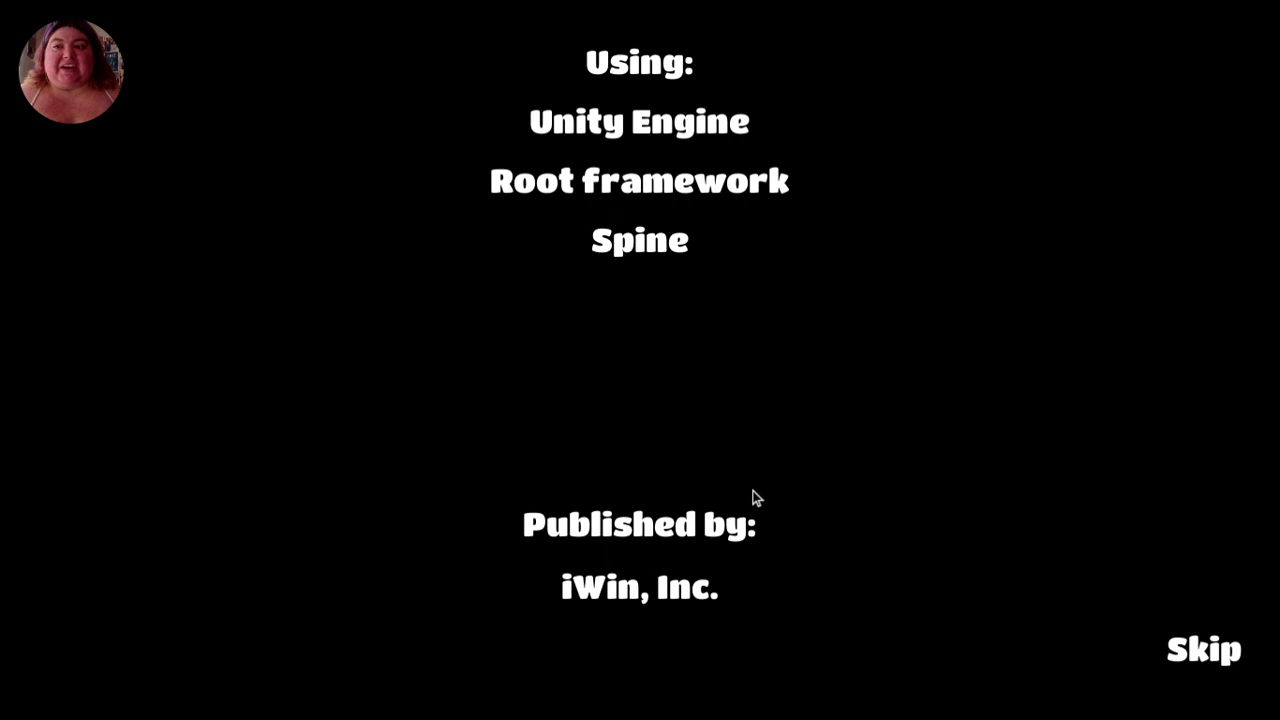 Using:
Unity Engine
Root framework
Spine
Published by:
iWin, Inc.
Skip